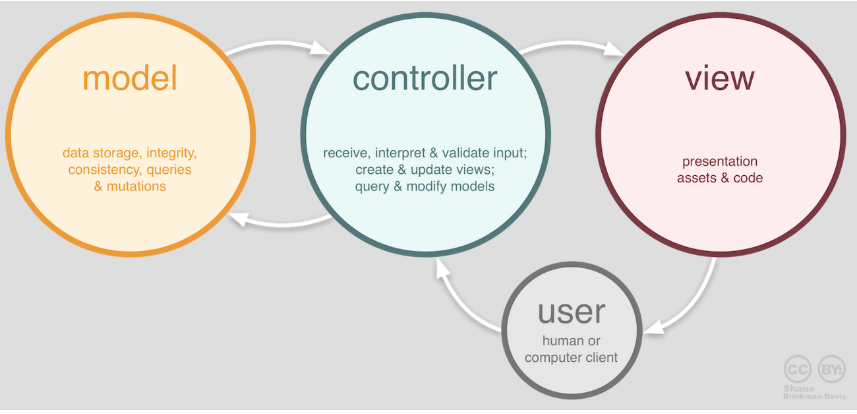 model
data storage, integrity,
consistency, queries
& mutations
controller
receive, interpret & validate input;
create & update views;
query & modify models
view
presentation
assets & code
user
human or
computer client
CC BY:
Shane
Brinkman-Davis